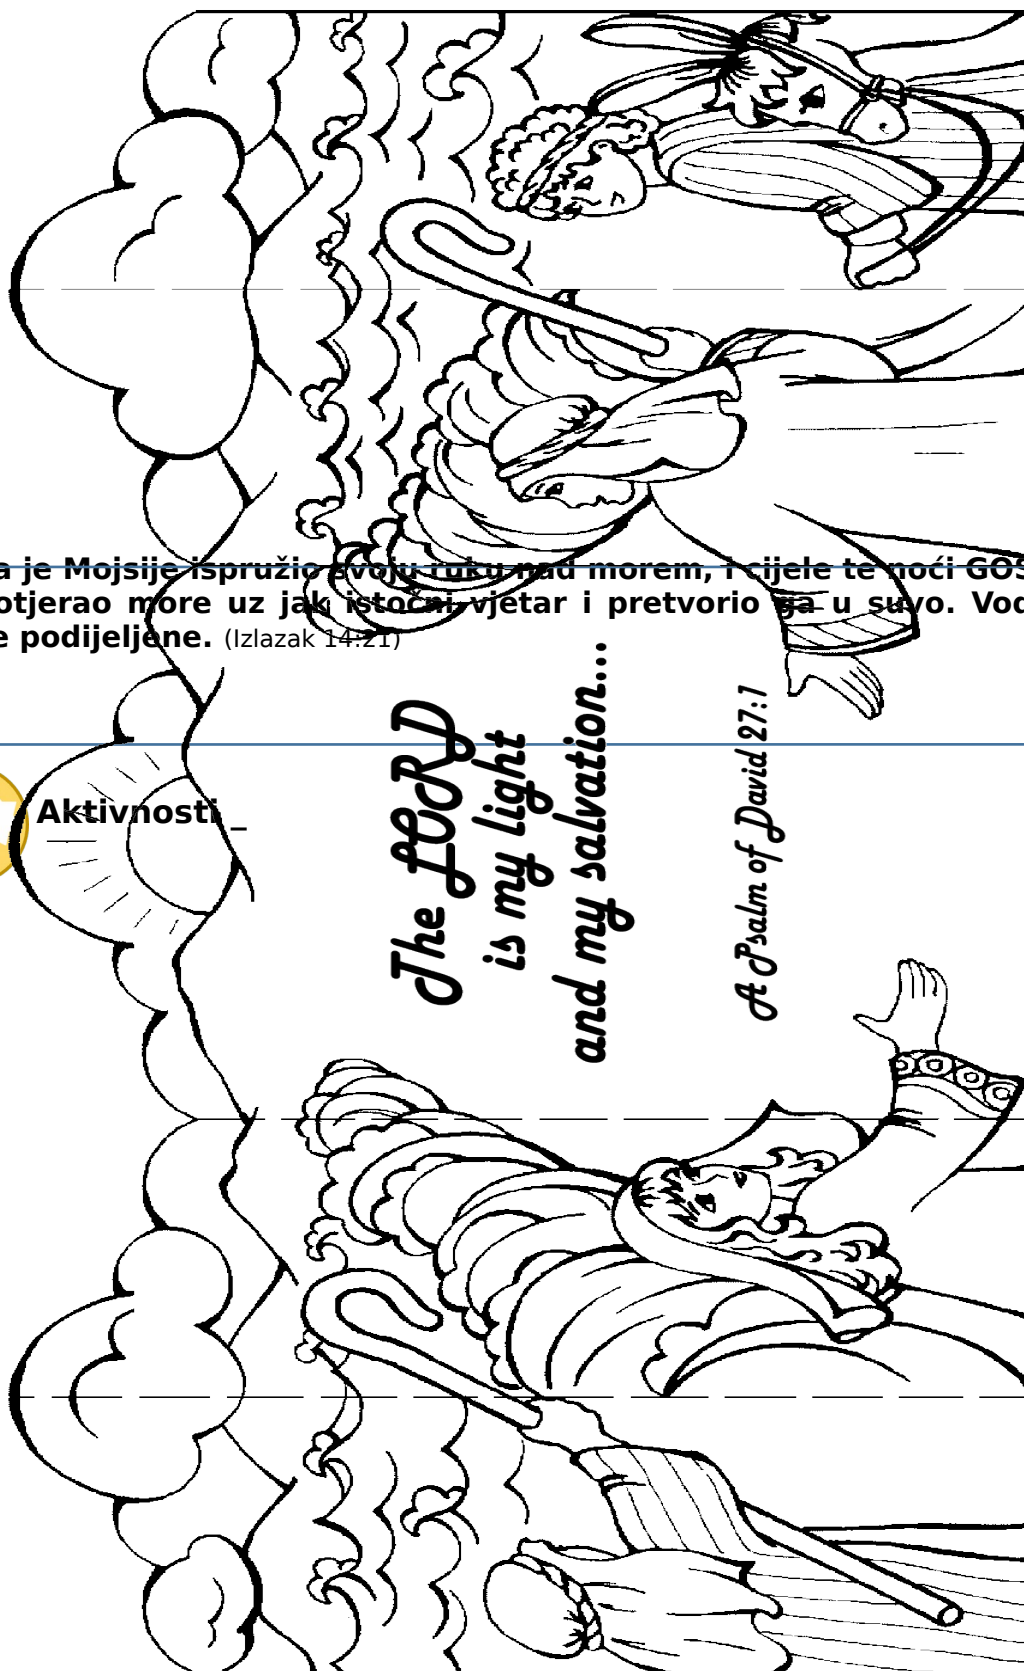 a je Mojsije ispružio svoju ruku nad morem, i cijele te noći GOS
otjerao more uz jak istočni vjetar i pretvorio ga u suvo. Vod
e podijeljene. (Izlazak 14:21)
Aktivnosti _
The LORD
is my light
and my salvation...
A Psalm of David 27:1